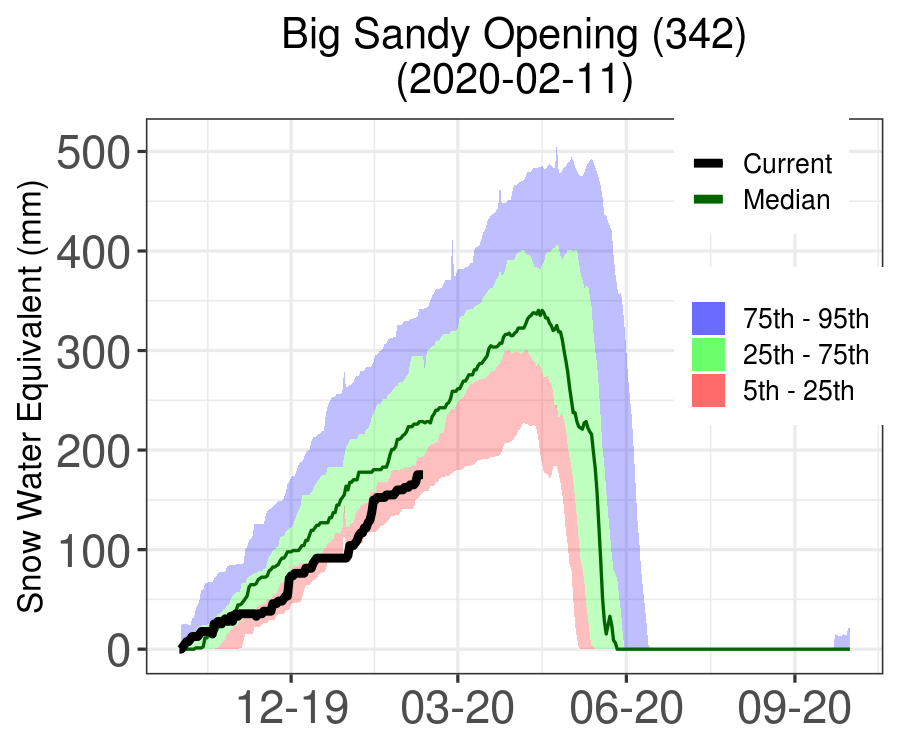 Big Sandy Opening (342)
(2020-02-11)
Snow Water Equivalent (mm)
500
400
300
200
100
0
12-19
03-20
06-20
09-20
Current
Median
75th - 95th
25th - 75th
5th - 25th